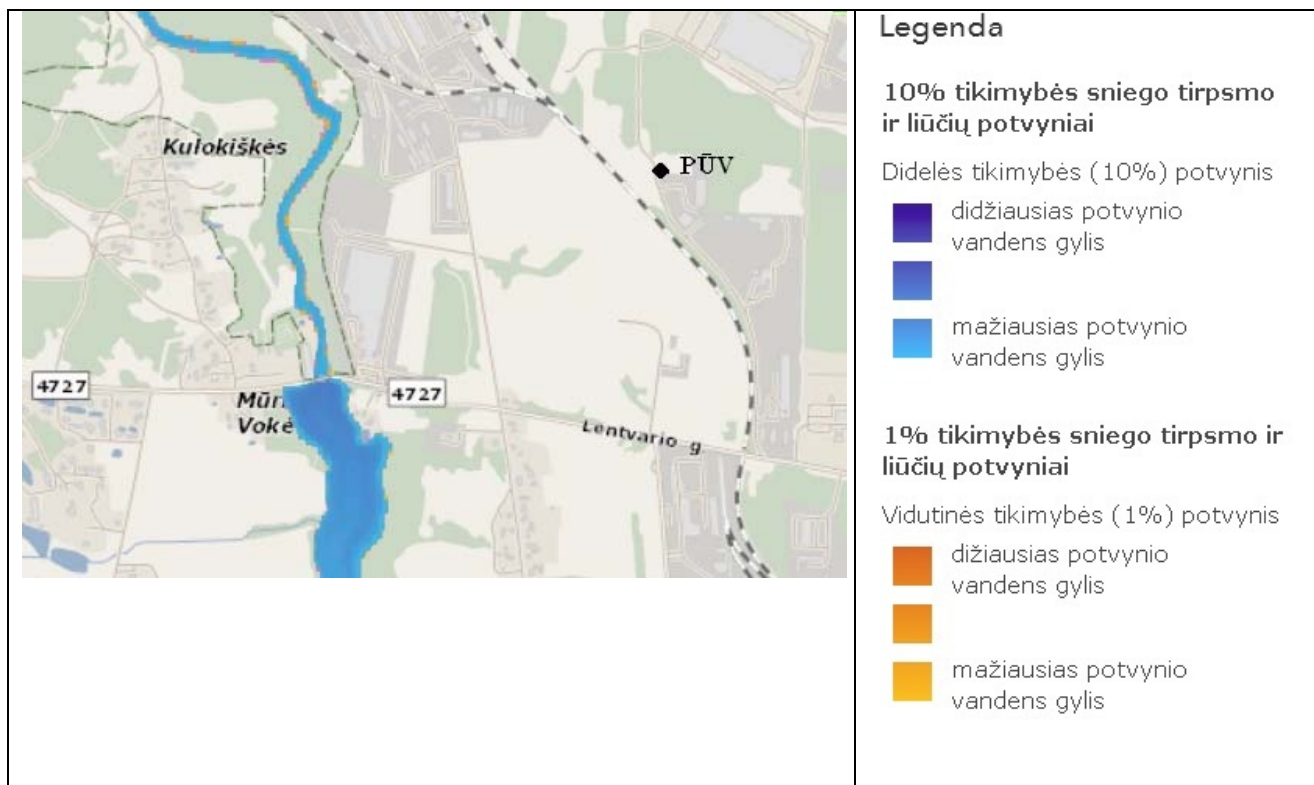 Kulokiškės
PŪV
4727
4727
Mūr.
Vokė
Lentvario g.
Legenda
10% tikimybės sniego tirpsmo
ir liūčių potvyniai
Didelės tikimybės (10%) potvynis
didžiausias potvynio
vandens gylis
mažiausias potvynio
vandens gylis
1% tikimybės sniego tirpsmo ir
liūčių potvyniai
Vidutinės tikimybės (1%) potvynis
dižiausias potvynio
vandens gylis
mažiausias potvynio
vandens gylis